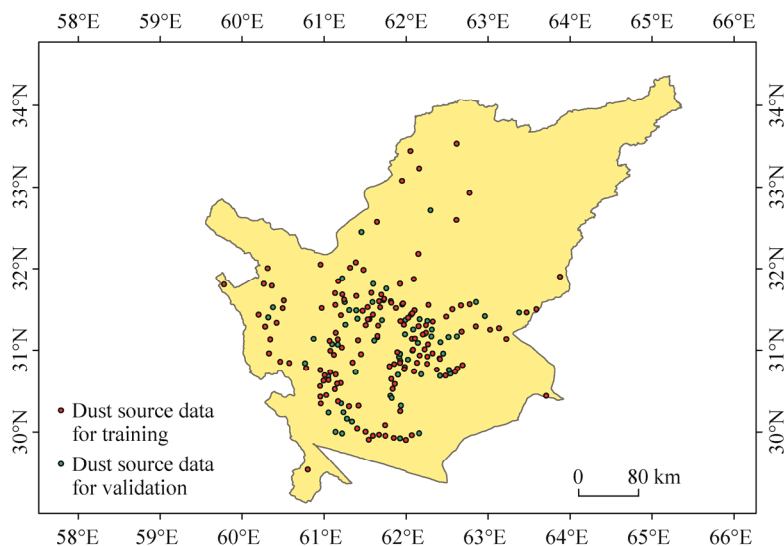 58°E 59°E 60°E 61°E 62°E 63°E 64°E 65°E 66°E
34°N 34°N
33°N 33°N
32°N 32°N
31°N 31°N
30°N 30°N
Dust source data
for training
Dust source data
for validation
0 80 km
58°E 59°E 60°E 61°E 62°E 63°E 64°E 65°E 66°E